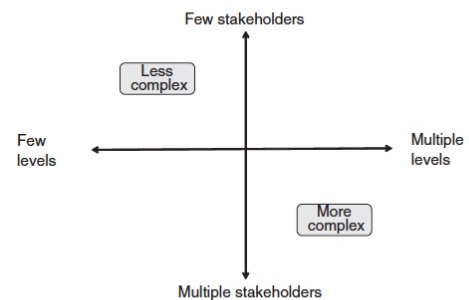 Few stakeholders
Less
complex
Few
levels
Multiple
levels
More
complex
Multiple stakeholders